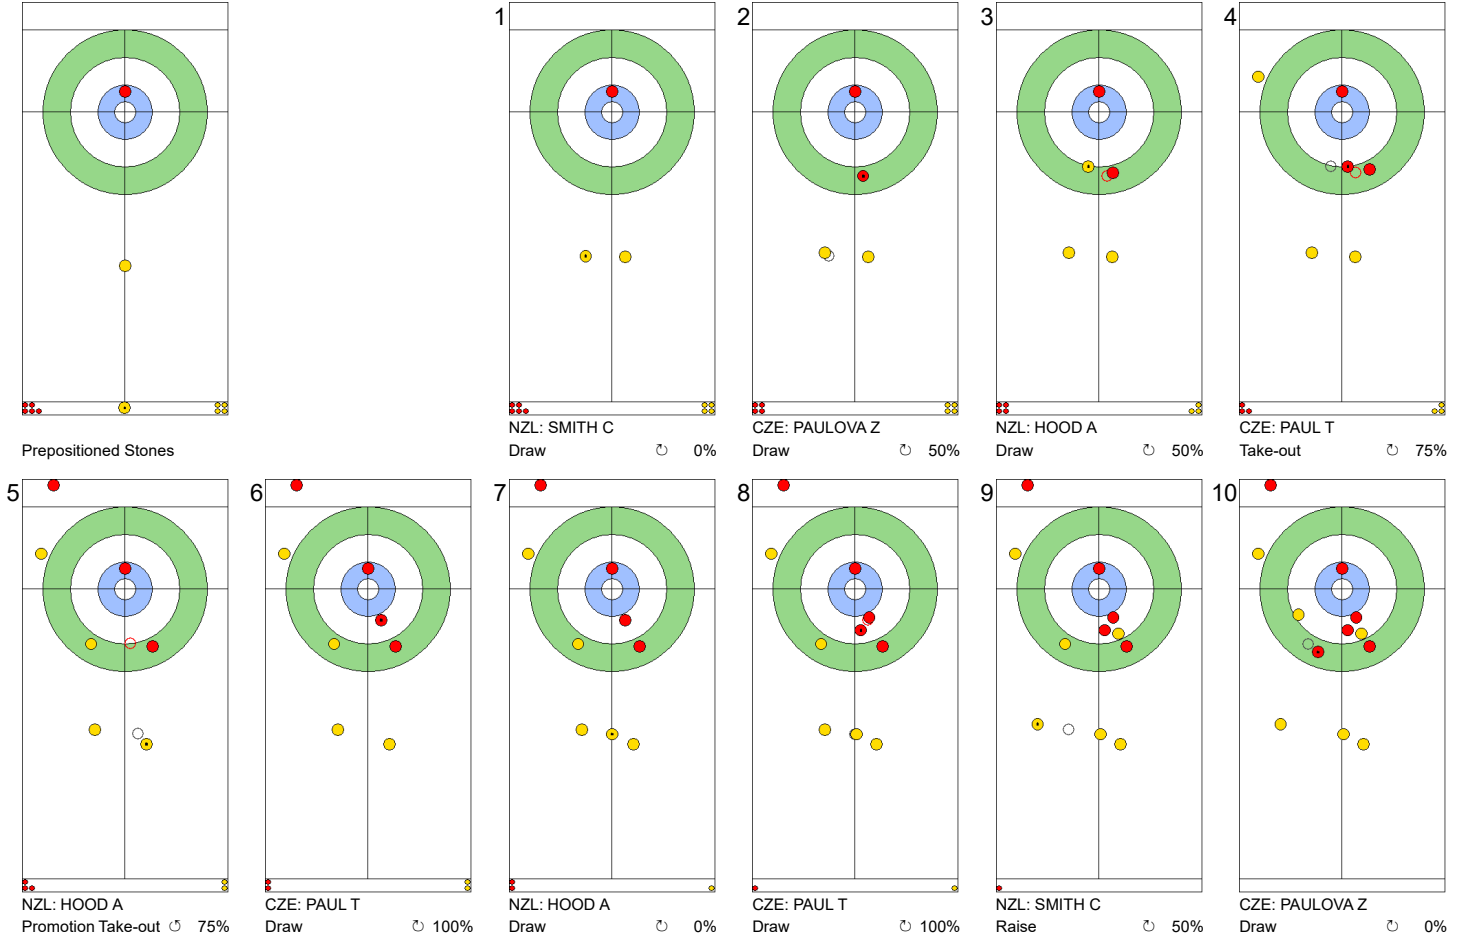 1
2
3
4
Prepositioned Stones
NZL: SMITH C
Draw ↻ 0%
CZE: PAULOVA Z
Draw ↻ 50%
NZL: HOOD A
Draw ↻ 50%
CZE: PAUL T
Take-out ↻ 75%
5
6
7
8
9
10
NZL: HOOD A
Promotion Take-out ↺ 75%
CZE: PAUL T
Draw ↻ 100%
NZL: HOOD A
Draw ↻ 0%
CZE: PAUL T
Draw ↻ 100%
NZL: SMITH C
Raise ↻ 50%
CZE: PAULOVA Z
Draw ↻ 0%